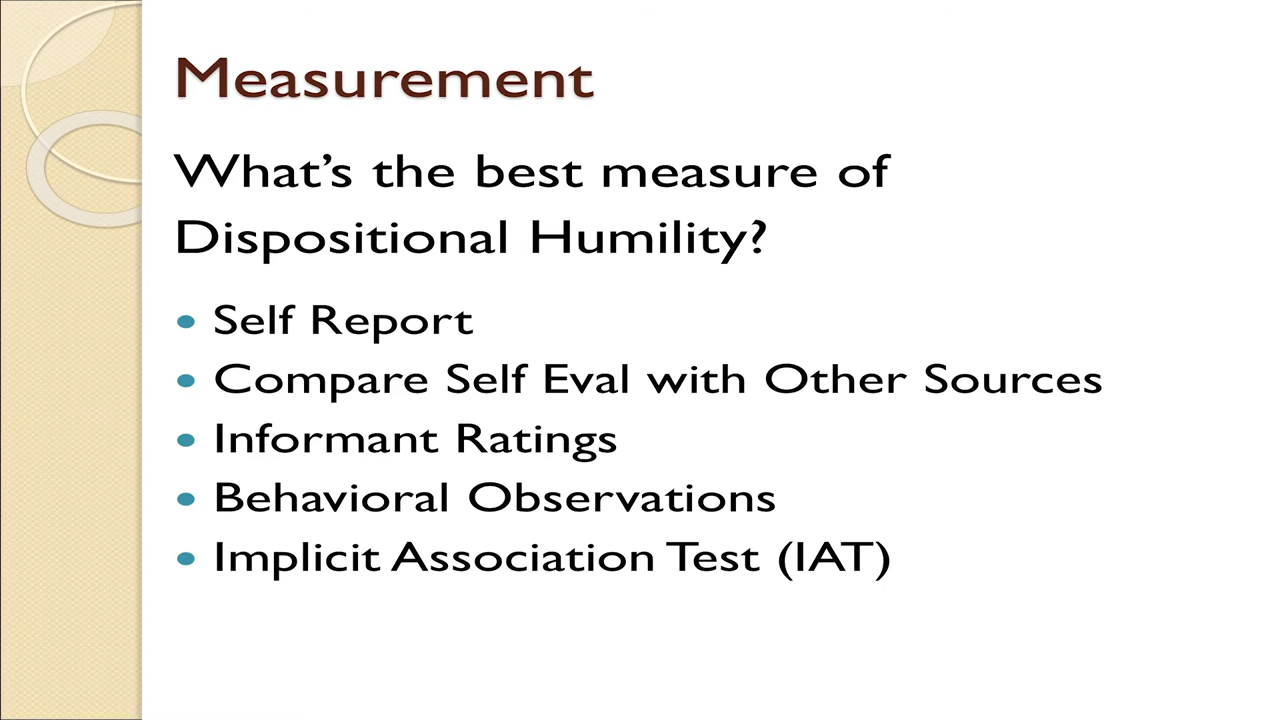 Measurement
What’s the best measure of
Dispositional Humility?
• Self Report
• Compare Self Eval with Other Sources
• Informant Ratings
• Behavioral Observations
• Implicit Association Test (IAT)